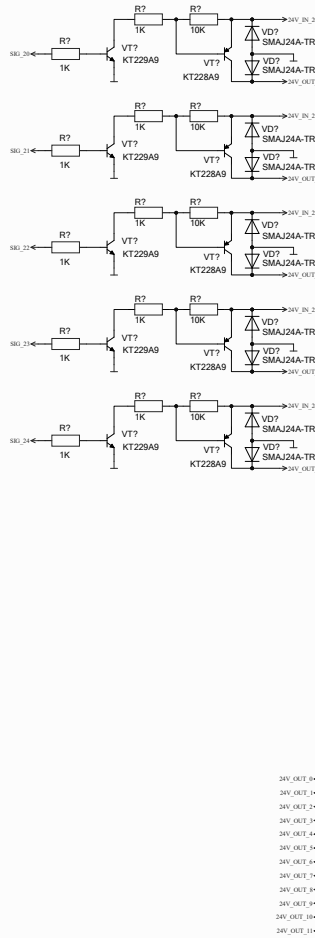 R? R? 24V_IN_2
1K 10K VD?
R? VT? SMAJ24A-TR
SIG_20 KT229A9 VT? VD?
1K KT228A9 SMAJ24A-TR
24V_OUT
R? R? 24V_IN_2
1K 10K VD?
R? VT? SMAJ24A-TR
SIG_21 KT229A9 VT? VD?
1K KT228A9 SMAJ24A-TR
24V_OUT
R? R? 24V_IN_2
1K 10K VD?
R? VT? SMAJ24A-TR
SIG_22 KT229A9 VT? VD?
1K KT228A9 SMAJ24A-TR
24V_OUT
R? R? 24V_IN_2
1K 10K VD?
R? VT? SMAJ24A-TR
SIG_23 KT229A9 VT? VD?
1K KT228A9 SMAJ24A-TR
24V_OUT
R? R? 24V_IN_2
1K 10K VD?
R? VT? SMAJ24A-TR
SIG_24 KT229A9 VT? VD?
1K KT228A9 SMAJ24A-TR
24V_OUT
24V_OUT_0
24V_OUT_1
24V_OUT_2
24V_OUT_3
24V_OUT_4
24V_OUT_5
24V_OUT_6
24V_OUT_7
24V_OUT_8
24V_OUT_9
24V_OUT_10
24V_OUT_11